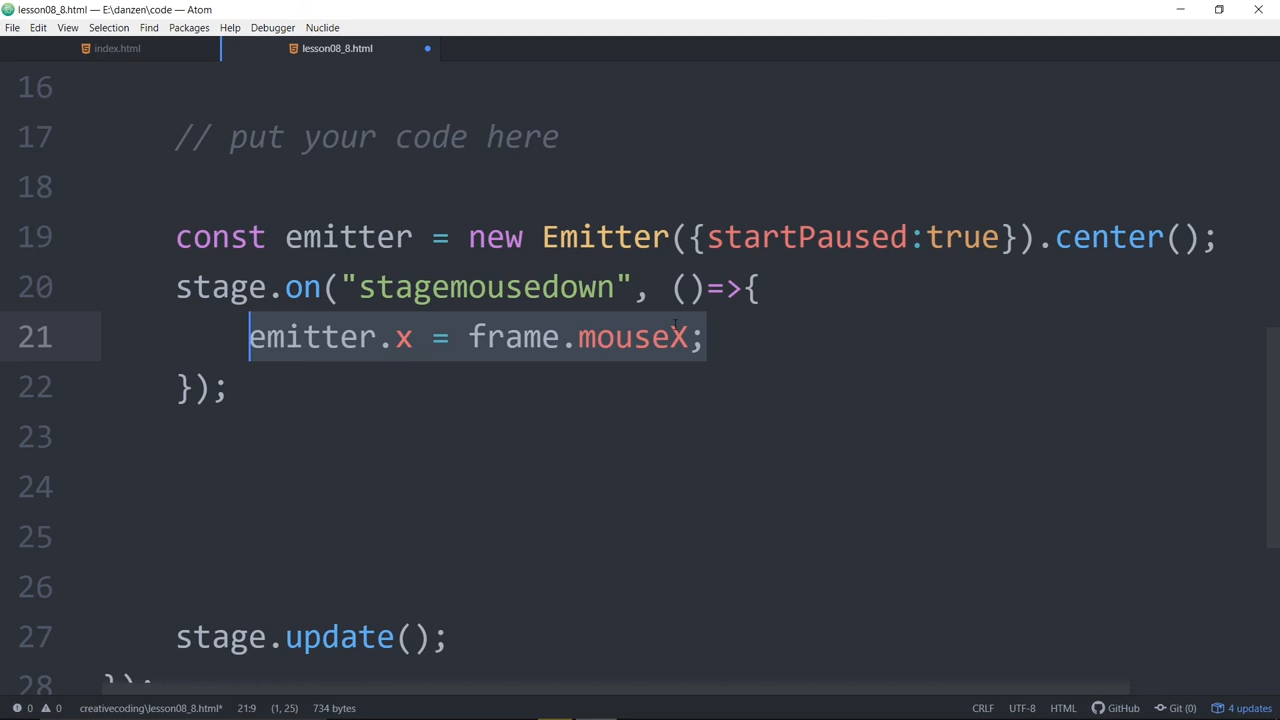 lesson08_8.html — E:\danzen\code — Atom
File Edit View Selection Find Packages Help Debugger Nuclide
index.html lesson08_8.html
16
17 // put your code here
18
19 const emitter = new Emitter({startPaused:true}).center();
20 stage.on("stagemousedown", ()=>{
21 emitter.x = frame.mouseX;
22 });
23
24
25
26
27 stage.update();
28 });
0 0 creativecoding\lesson08_8.html* 21:9 (1, 25) 734 bytes CRLF UTF-8 HTML GitHub Git (0) 4 updates